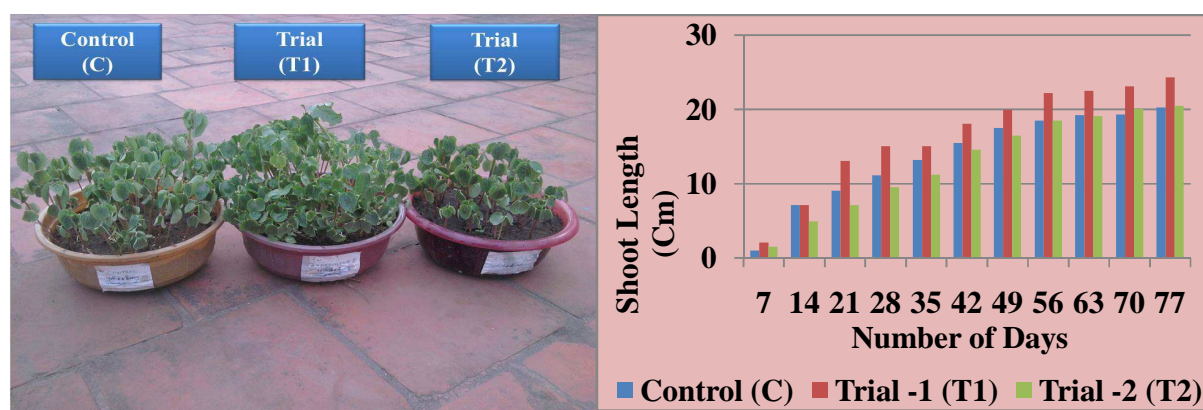 Control
(C)
Trial
(T1)
Trial
(T2)
30
20
10
0
Shoot Length
(Cm)
7 14 21 28 35 42 49 56 63 70 77
Number of Days
Control (C) Trial -1 (T1) Trial -2 (T2)